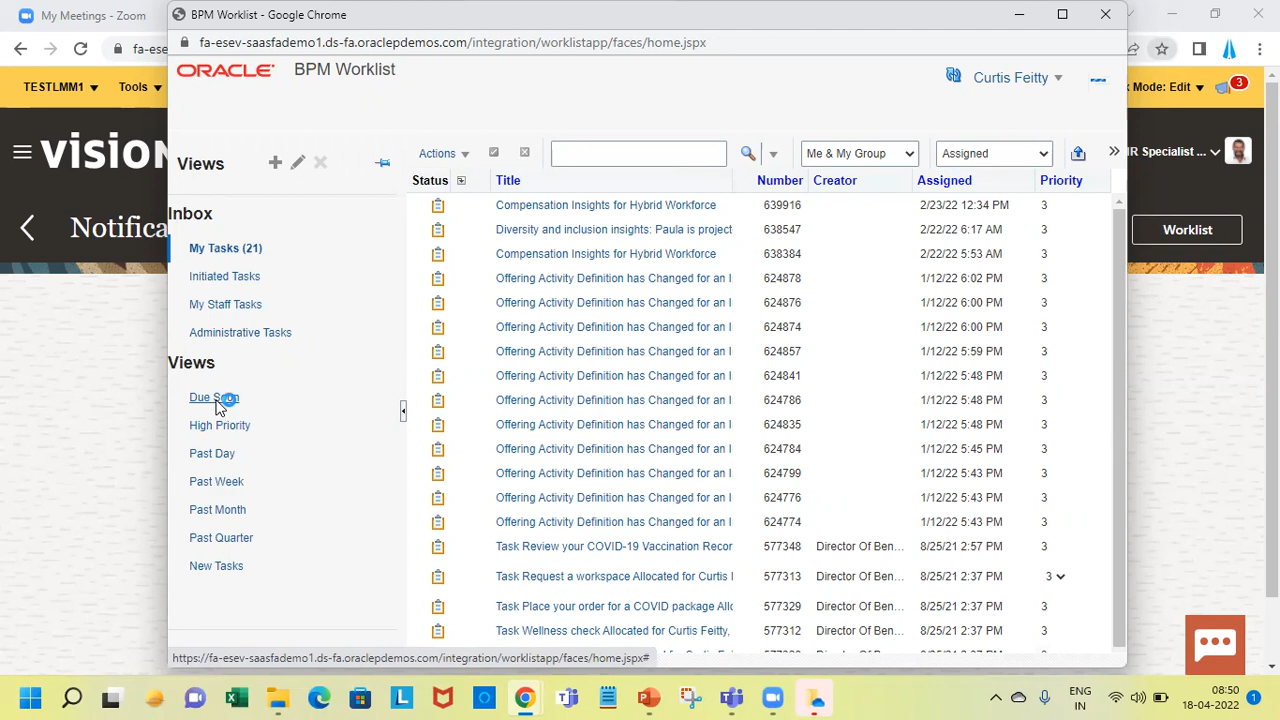 My Meetings - Zoom
BPM Worklist - Google Chrome
fa-ese
fa-esev-saasfademo1.ds-fa.oraclepdemos.com/integration/worklistapp/faces/home.jspx
TESTLMM1 Tools
ORACLE BPM Worklist
Curtis Feitty
k Mode: Edit 3
vision
IR Specialist ...
Notifica
Worklist
Views
Actions Me & My Group Assigned
Status Title Number Creator Assigned Priority
Inbox
My Tasks (21)
Initiated Tasks
My Staff Tasks
Administrative Tasks
Views
Due Soon
High Priority
Past Day
Past Week
Past Month
Past Quarter
New Tasks
Compensation Insights for Hybrid Workforce 639916 2/23/22 12:34 PM 3
Diversity and inclusion insights: Paula is project 638547 2/22/22 6:17 AM 3
Compensation Insights for Hybrid Workforce 638384 2/22/22 5:53 AM 3
Offering Activity Definition has Changed for an I 624878 1/12/22 6:02 PM 3
Offering Activity Definition has Changed for an I 624876 1/12/22 6:00 PM 3
Offering Activity Definition has Changed for an I 624874 1/12/22 6:00 PM 3
Offering Activity Definition has Changed for an I 624857 1/12/22 5:59 PM 3
Offering Activity Definition has Changed for an I 624841 1/12/22 5:48 PM 3
Offering Activity Definition has Changed for an I 624786 1/12/22 5:48 PM 3
Offering Activity Definition has Changed for an I 624835 1/12/22 5:48 PM 3
Offering Activity Definition has Changed for an I 624784 1/12/22 5:45 PM 3
Offering Activity Definition has Changed for an I 624799 1/12/22 5:43 PM 3
Offering Activity Definition has Changed for an I 624776 1/12/22 5:43 PM 3
Offering Activity Definition has Changed for an I 624774 1/12/22 5:43 PM 3
Task Review your COVID-19 Vaccination Recor 577348 Director Of Ben... 8/25/21 2:57 PM 3
Task Request a workspace Allocated for Curtis I 577313 Director Of Ben... 8/25/21 2:37 PM 3
Task Place your order for a COVID package Allo 577329 Director Of Ben... 8/25/21 2:37 PM 3
Task Wellness check Allocated for Curtis Feitty, 577312 Director Of Ben... 8/25/21 2:37 PM 3
https://fa-esev-saasfademo1.ds-fa.oraclepdemos.com/integration/worklistapp/faces/home.jspx#
ENG
IN
08:50
18-04-2022
1